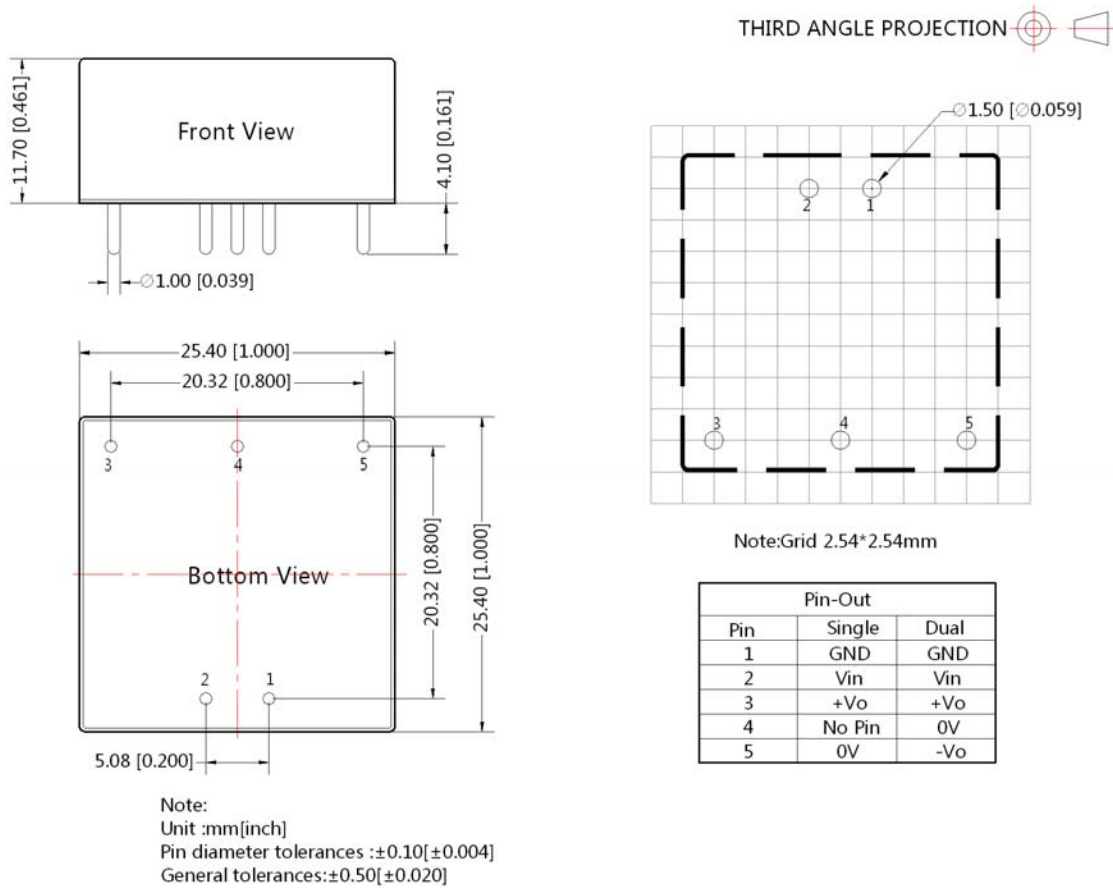 THIRD ANGLE PROJECTION
11.70 [0.461]
Front View
4.10 [0.161]
∅1.00 [0.039]
∅1.50 [∅0.059]
2
1
3
4
5
25.40 [1.000]
20.32 [0.800]
3
4
5
Bottom View
20.32 [0.800]
25.40 [1.000]
2
1
5.08 [0.200]
Note:Grid 2.54*2.54mm
Pin-Out
Pin Single Dual
1 GND GND
2 Vin Vin
3 +Vo +Vo
4 No Pin 0V
5 0V -Vo
Note:
Unit :mm[inch]
Pin diameter tolerances :±0.10[±0.004]
General tolerances:±0.50[±0.020]